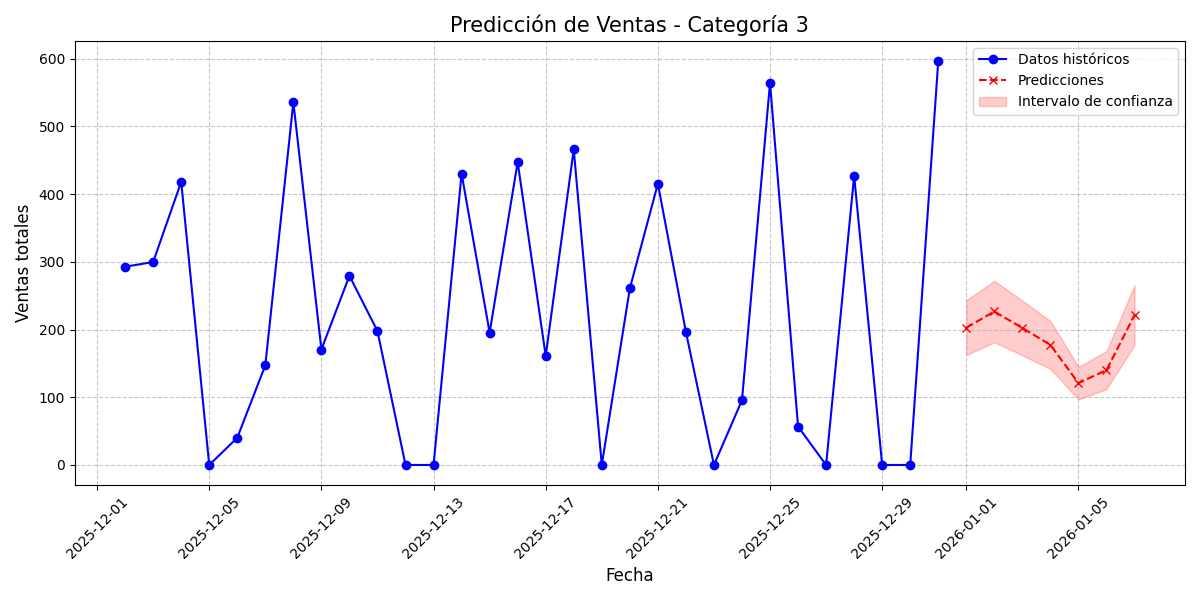 Predicción de Ventas - Categoría 3
Datos históricos
Predicciones
Intervalo de confianza
Ventas totales
600
500
400
300
200
100
0
2025-12-01
2025-12-05
2025-12-09
2025-12-13
2025-12-17
2025-12-21
2025-12-25
2025-12-29
2026-01-01
2026-01-05
Fecha